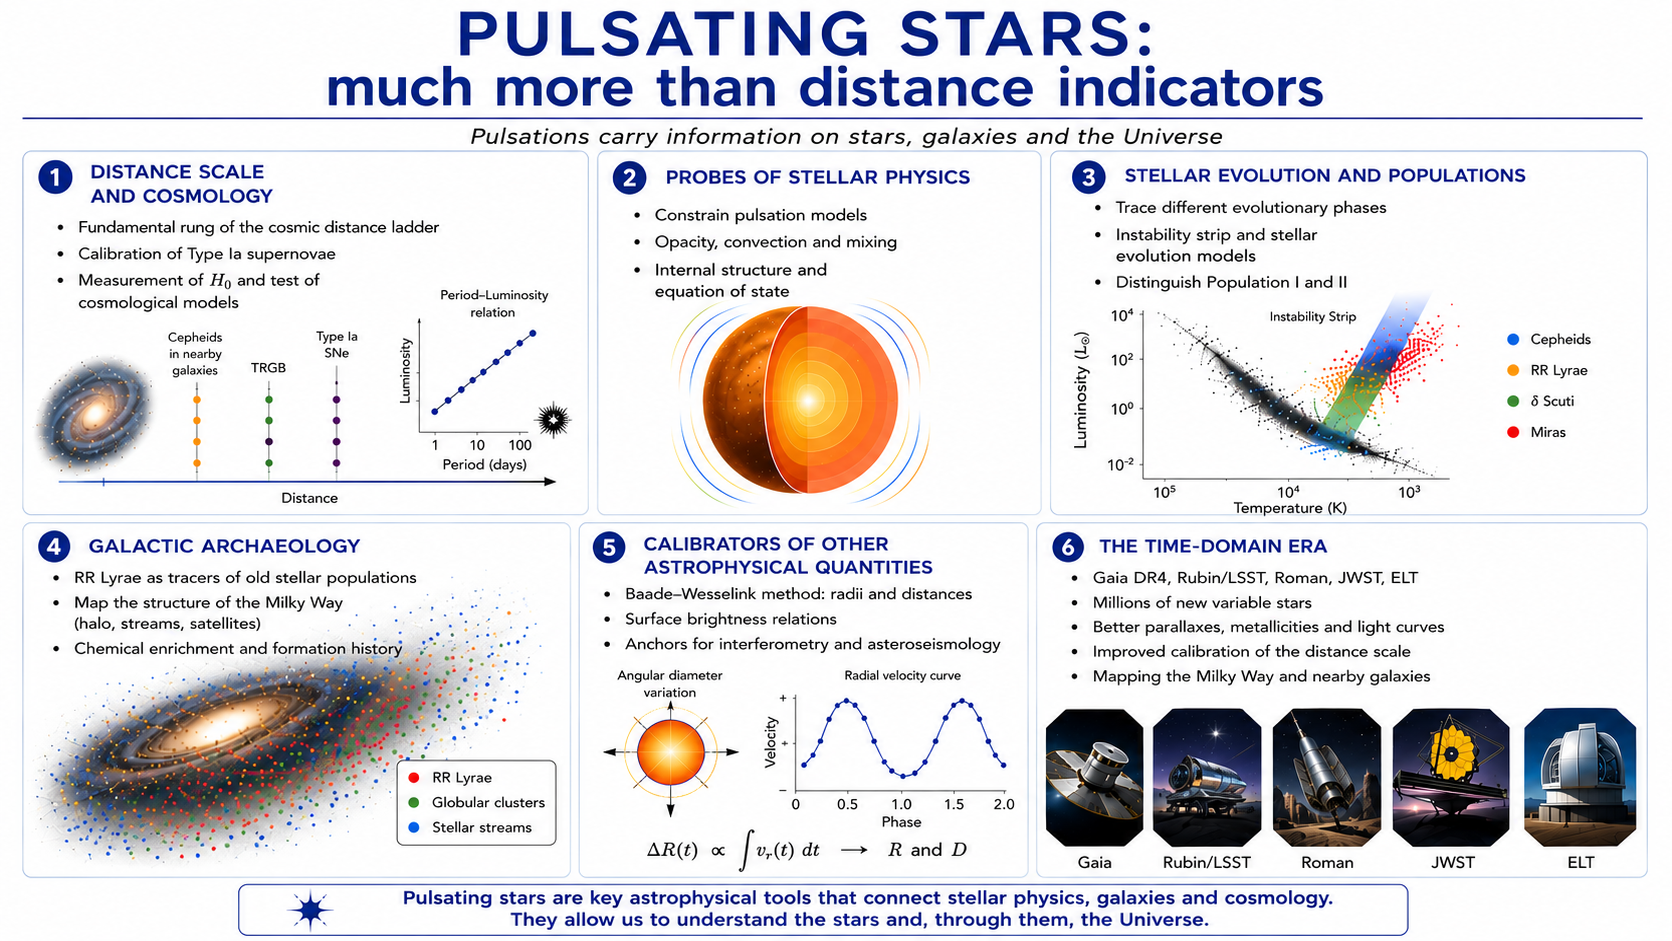 PULSATING STARS:
much more than distance indicators
Pulsations carry information on stars, galaxies and the Universe
1
DISTANCE SCALE
AND COSMOLOGY
• Fundamental rung of the cosmic distance ladder
• Calibration of Type Ia supernovae
• Measurement of H₀ and test of
cosmological models
Cepheids
in nearby
galaxies
TRGB
Type Ia
SNe
Distance
Period–Luminosity
relation
Luminosity
1 10 100
Period (days)
2
PROBES OF STELLAR PHYSICS
• Constrain pulsation models
• Opacity, convection and mixing
• Internal structure and
equation of state
3
STELLAR EVOLUTION AND POPULATIONS
• Trace different evolutionary phases
• Instability strip and stellar
evolution models
• Distinguish Population I and II
Instability Strip
Luminosity (L☉)
10⁴
10²
10⁰
10⁻²
10⁵ 10⁴ 10³
Temperature (K)
Cepheids
RR Lyrae
δ Scuti
Miras
4
GALACTIC ARCHAEOLOGY
• RR Lyrae as tracers of old stellar populations
• Map the structure of the Milky Way
(halo, streams, satellites)
• Chemical enrichment and formation history
RR Lyrae
Globular clusters
Stellar streams
5
CALIBRATORS OF OTHER
ASTROPHYSICAL QUANTITIES
• Baade–Wesselink method: radii and distances
• Surface brightness relations
• Anchors for interferometry and asteroseismology
Angular diameter
variation
Radial velocity curve
Velocity
+
+
−
0 0.5 1.0 1.5 2.0
Phase
ΔR(t) ∝ ∫ vᵣ(t) dt ⟶ R and D
6
THE TIME-DOMAIN ERA
• Gaia DR4, Rubin/LSST, Roman, JWST, ELT
• Millions of new variable stars
• Better parallaxes, metallicities and light curves
• Improved calibration of the distance scale
• Mapping the Milky Way and nearby galaxies
Gaia
Rubin/LSST
Roman
JWST
ELT
Pulsating stars are key astrophysical tools that connect stellar physics, galaxies and cosmology.
They allow us to understand the stars and, through them, the Universe.